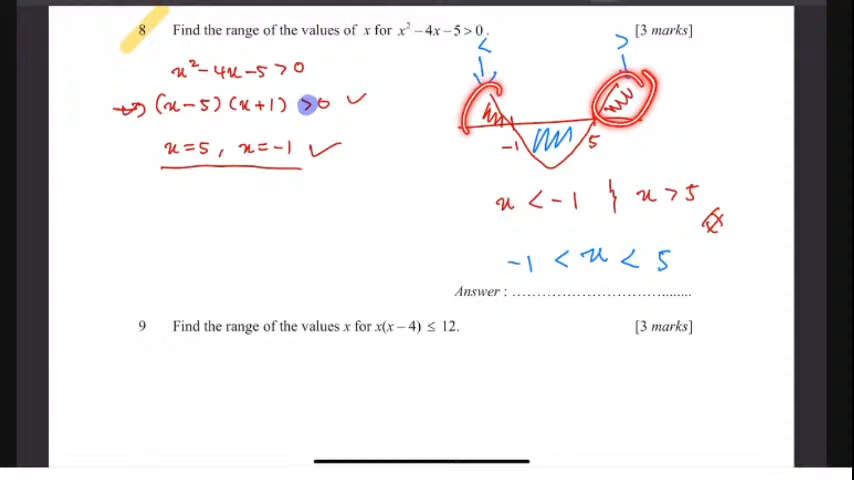 8 Find the range of the values of x for x² – 4x – 5 > 0. [3 marks]
x² - 4x - 5 > 0
(x - 5) (x + 1) > 0 ✓
x = 5 , x = -1 ✓
< >
-1 5
x < -1 } x > 5
-1 < x < 5
Answer : ......................................
9 Find the range of the values x for x(x – 4) ≤ 12. [3 marks]